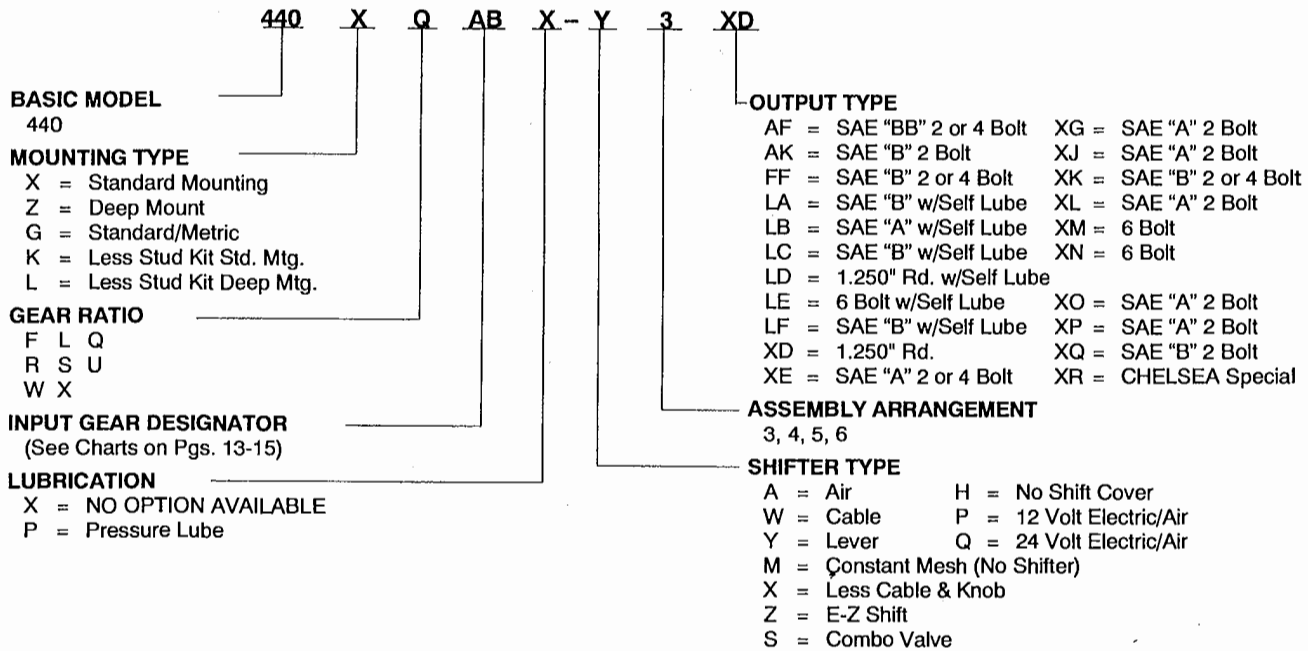 440 X Q AB X - Y 3 XD
BASIC MODEL
440
MOUNTING TYPE
X = Standard Mounting
Z = Deep Mount
G = Standard/Metric
K = Less Stud Kit Std. Mtg.
L = Less Stud Kit Deep Mtg.
GEAR RATIO
F L Q
R S U
W X
INPUT GEAR DESIGNATOR
(See Charts on Pgs. 13-15)
LUBRICATION
X = NO OPTION AVAILABLE
P = Pressure Lube
OUTPUT TYPE
AF = SAE "BB" 2 or 4 Bolt XG = SAE "A" 2 Bolt
AK = SAE "B" 2 Bolt XJ = SAE "A" 2 Bolt
FF = SAE "B" 2 or 4 Bolt XK = SAE "B" 2 or 4 Bolt
LA = SAE "B" w/Self Lube XL = SAE "A" 2 Bolt
LB = SAE "A" w/Self Lube XM = 6 Bolt
LC = SAE "B" w/Self Lube XN = 6 Bolt
LD = 1.250" Rd. w/Self Lube
LE = 6 Bolt w/Self Lube XO = SAE "A" 2 Bolt
LF = SAE "B" w/Self Lube XP = SAE "A" 2 Bolt
XD = 1.250" Rd. XQ = SAE "B" 2 Bolt
XE = SAE "A" 2 or 4 Bolt XR = CHELSEA Special
ASSEMBLY ARRANGEMENT
3, 4, 5, 6
SHIFTER TYPE
A = Air H = No Shift Cover
W = Cable P = 12 Volt Electric/Air
Y = Lever Q = 24 Volt Electric/Air
M = Constant Mesh (No Shifter)
X = Less Cable & Knob
Z = E-Z Shift
S = Combo Valve